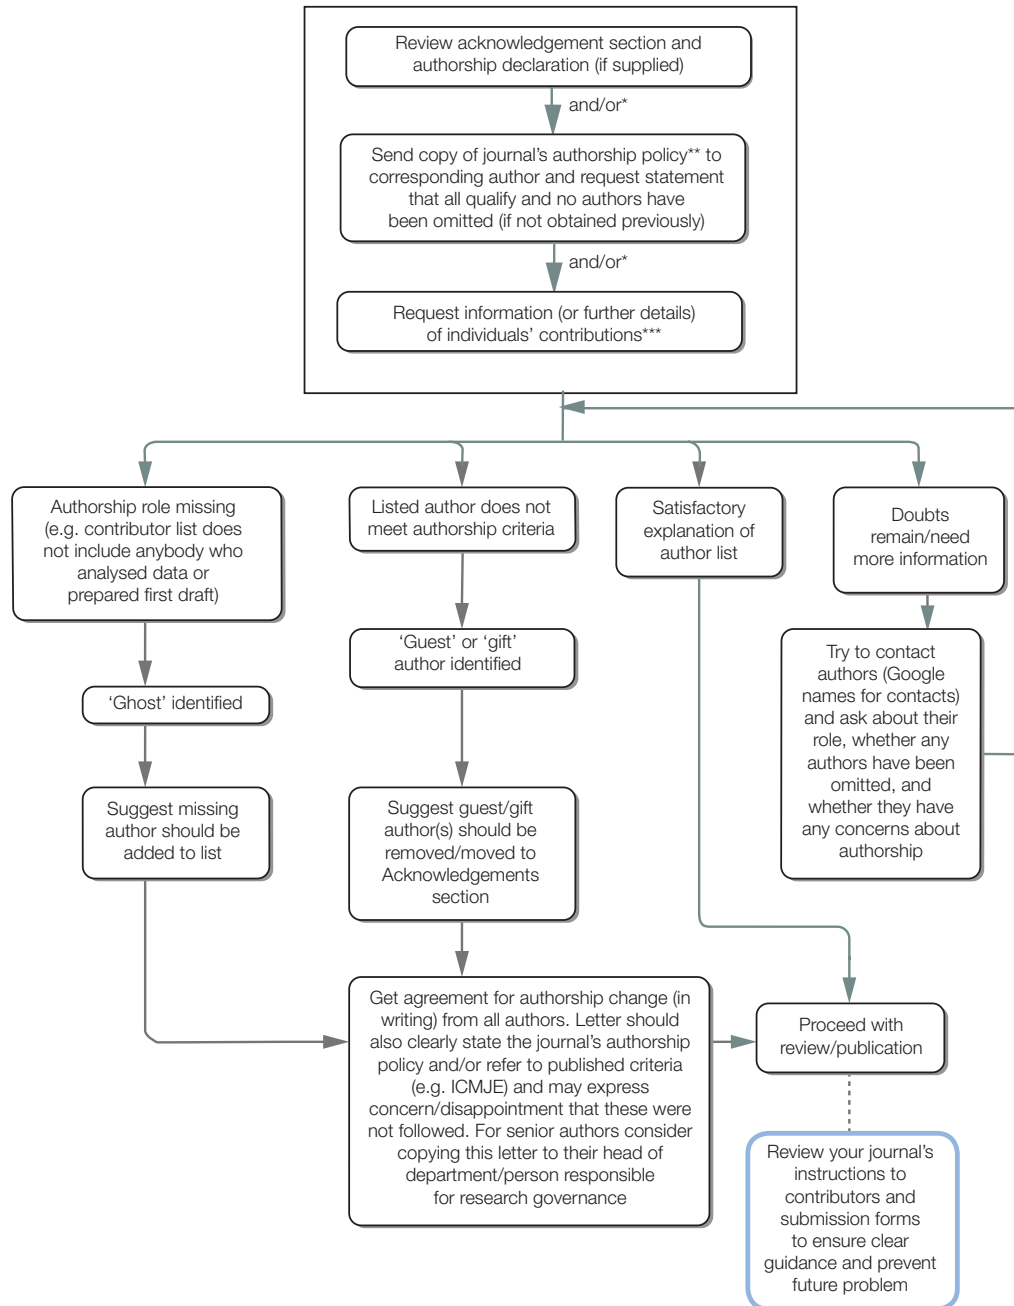 Review acknowledgement section and
authorship declaration (if supplied)
and/or*
Send copy of journal's authorship policy** to
corresponding author and request statement
that all qualify and no authors have
been omitted (if not obtained previously)
and/or*
Request information (or further details)
of individuals' contributions***
Authorship role missing
(e.g. contributor list does
not include anybody who
analysed data or
prepared first draft)
Listed author does not
meet authorship criteria
Satisfactory
explanation of
author list
Doubts
remain/need
more information
'Ghost' identified
'Guest' or 'gift'
author identified
Try to contact
authors (Google
names for contacts)
and ask about their
role, whether any
authors have been
omitted, and
whether they have
any concerns about
authorship
Suggest missing
author should be
added to list
Suggest guest/gift
author(s) should be
removed/moved to
Acknowledgements
section
Get agreement for authorship change (in
writing) from all authors. Letter should
also clearly state the journal's authorship
policy and/or refer to published criteria
(e.g. ICMJE) and may express
concern/disappointment that these were
not followed. For senior authors consider
copying this letter to their head of
department/person responsible
for research governance
Proceed with
review/publication
Review your journal's
instructions to
contributors and
submission forms
to ensure clear
guidance and prevent
future problem